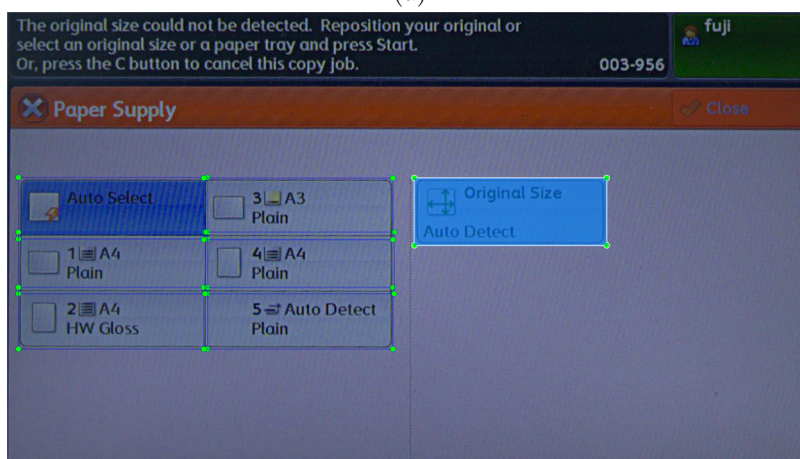 The original size could not be detected. Reposition your original or
select an original size or a paper tray and press Start.
Or, press the C button to cancel this copy job.
003-956
fuji
Paper Supply
Close
Auto Select
3 A3
Plain
Original Size
Auto Detect
1 A4
Plain
4 A4
Plain
2 A4
HW Gloss
5 Auto Detect
Plain